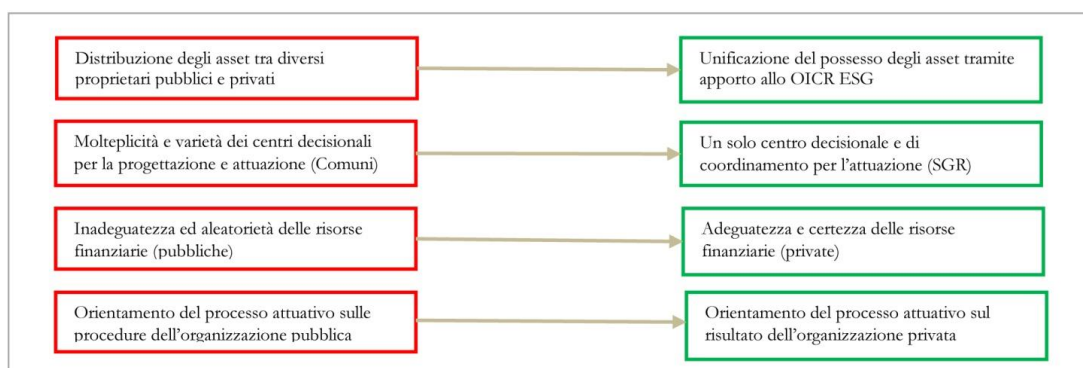 Distribuzione degli asset tra diversi
proprietari pubblici e privati
Unificazione del possesso degli asset tramite
apporto allo OICR ESG
Molteplicità e varietà dei centri decisionali
per la progettazione e attuazione (Comuni)
Un solo centro decisionale e di
coordinamento per l'attuazione (SGR)
Inadeguatezza ed aleatorietà delle risorse
finanziarie (pubbliche)
Adeguatezza e certezza delle risorse
finanziarie (private)
Orientamento del processo attuativo sulle
procedure dell'organizzazione pubblica
Orientamento del processo attuativo sul
risultato dell'organizzazione privata